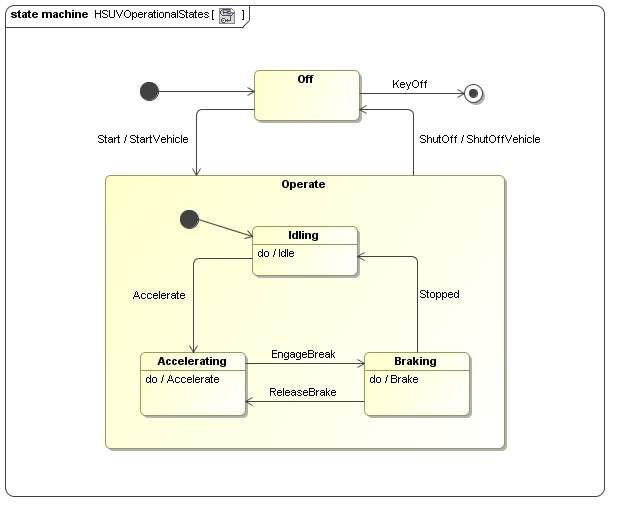 state machine HSUVOperationalStates[ ]
Off
KeyOff
Start / StartVehicle
ShutOff / ShutOffVehicle
Operate
Idling
do / Idle
Accelerate
Stopped
Accelerating
do / Accelerate
EngageBreak
Braking
do / Brake
ReleaseBrake